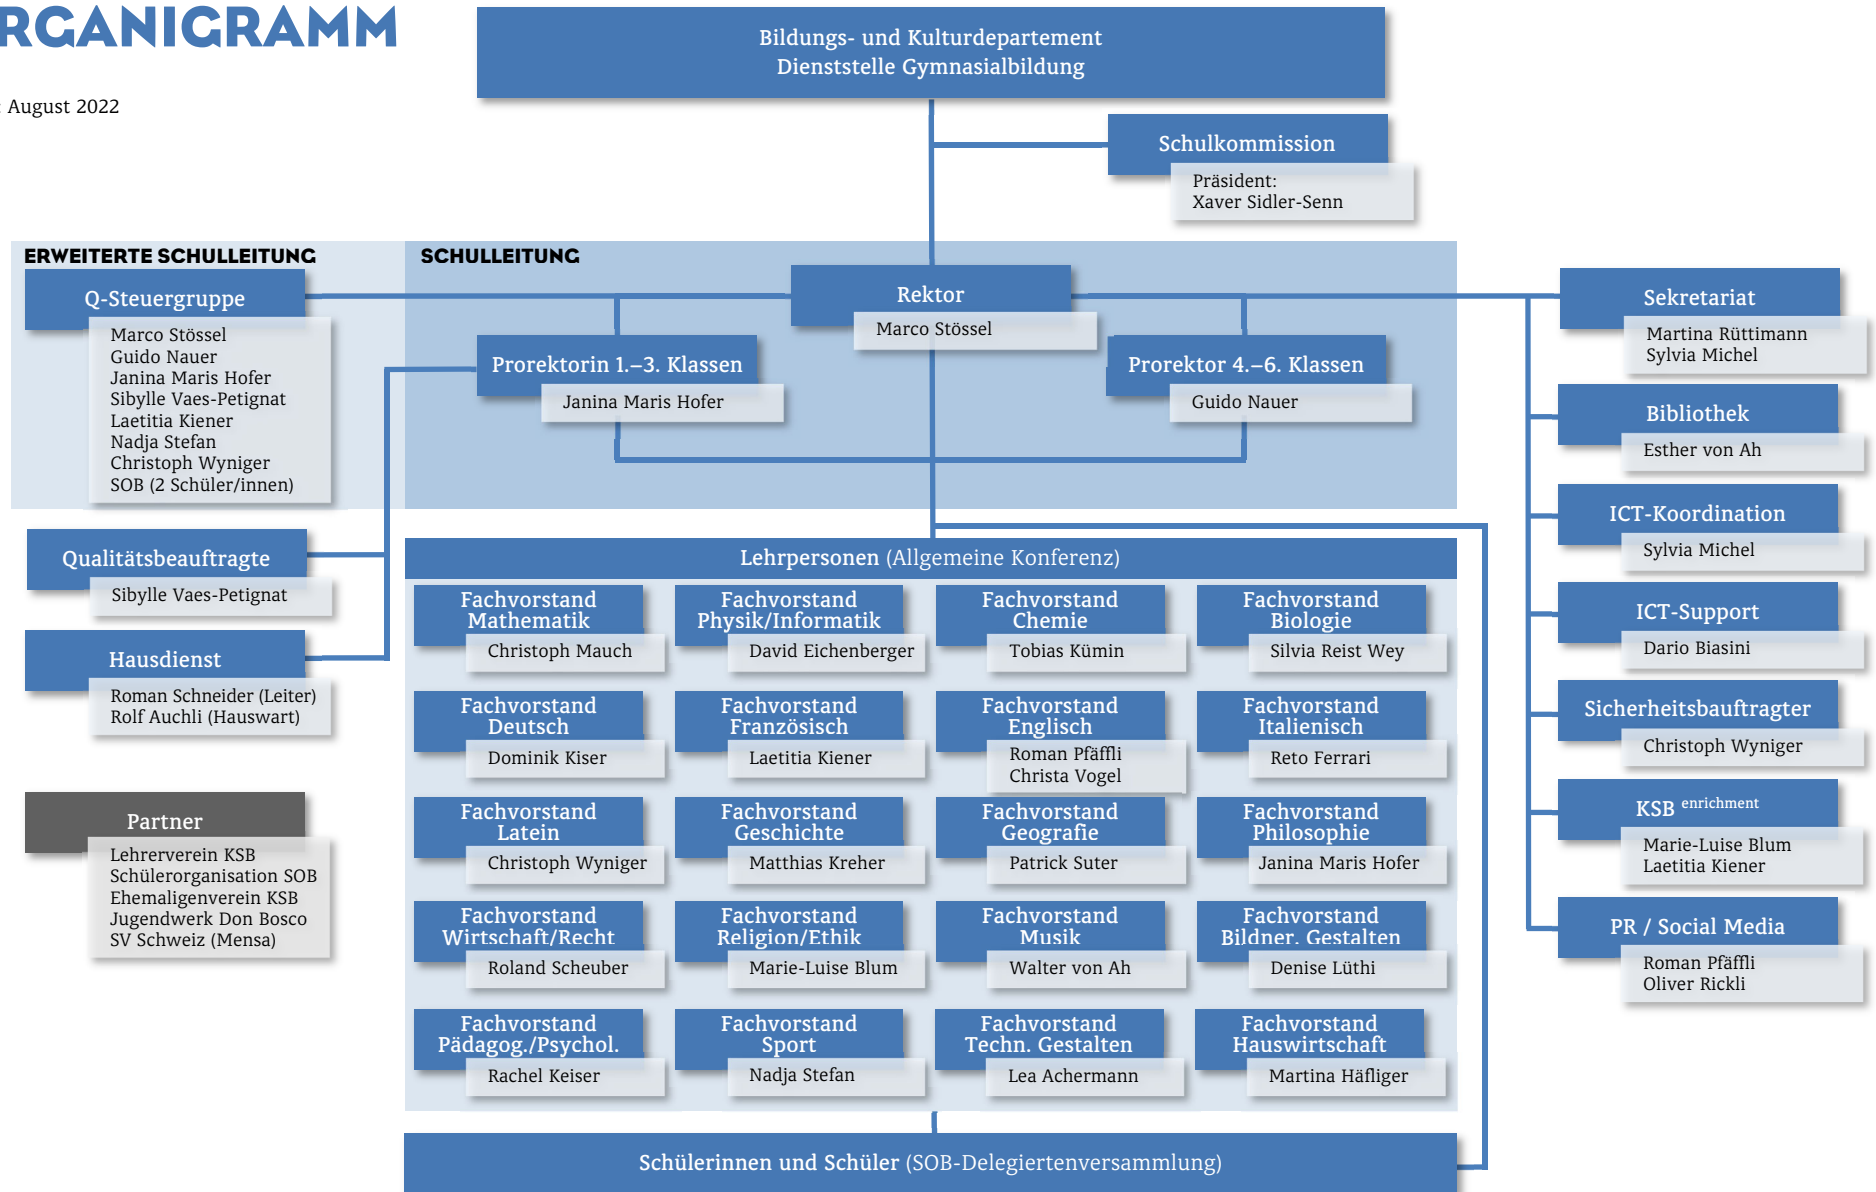 RGANIGRAMM
: August 2022
Bildungs- und Kulturdepartement
Dienststelle Gymnasialbildung
Schulkommission
Präsident:
Xaver Sidler-Senn
ERWEITERTE SCHULLEITUNG
SCHULLEITUNG
Q-Steuergruppe
Marco Stössel
Guido Nauer
Janina Maris Hofer
Sibylle Vaes-Petignat
Laetitia Kiener
Nadja Stefan
Christoph Wyniger
SOB (2 Schüler/innen)
Rektor
Marco Stössel
Prorektorin 1.–3. Klassen
Janina Maris Hofer
Prorektor 4.–6. Klassen
Guido Nauer
Sekretariat
Martina Rüttimann
Sylvia Michel
Bibliothek
Esther von Ah
ICT-Koordination
Sylvia Michel
ICT-Support
Dario Biasini
Sicherheitsbauftragter
Christoph Wyniger
KSB enrichment
Marie-Luise Blum
Laetitia Kiener
PR / Social Media
Roman Pfäffli
Oliver Rickli
Qualitätsbeauftragte
Sibylle Vaes-Petignat
Hausdienst
Roman Schneider (Leiter)
Rolf Auchli (Hauswart)
Partner
Lehrerverein KSB
Schülerorganisation SOB
Ehemaligenverein KSB
Jugendwerk Don Bosco
SV Schweiz (Mensa)
Lehrpersonen (Allgemeine Konferenz)
Fachvorstand
Mathematik
Christoph Mauch
Fachvorstand
Physik/Informatik
David Eichenberger
Fachvorstand
Chemie
Tobias Kümin
Fachvorstand
Biologie
Silvia Reist Wey
Fachvorstand
Deutsch
Dominik Kiser
Fachvorstand
Französisch
Laetitia Kiener
Fachvorstand
Englisch
Roman Pfäffli
Christa Vogel
Fachvorstand
Italienisch
Reto Ferrari
Fachvorstand
Latein
Christoph Wyniger
Fachvorstand
Geschichte
Matthias Kreher
Fachvorstand
Geografie
Patrick Suter
Fachvorstand
Philosophie
Janina Maris Hofer
Fachvorstand
Wirtschaft/Recht
Roland Scheuber
Fachvorstand
Religion/Ethik
Marie-Luise Blum
Fachvorstand
Musik
Walter von Ah
Fachvorstand
Bildner. Gestalten
Denise Lüthi
Fachvorstand
Pädagog./Psychol.
Rachel Keiser
Fachvorstand
Sport
Nadja Stefan
Fachvorstand
Techn. Gestalten
Lea Achermann
Fachvorstand
Hauswirtschaft
Martina Häfliger
Schülerinnen und Schüler (SOB-Delegiertenversammlung)